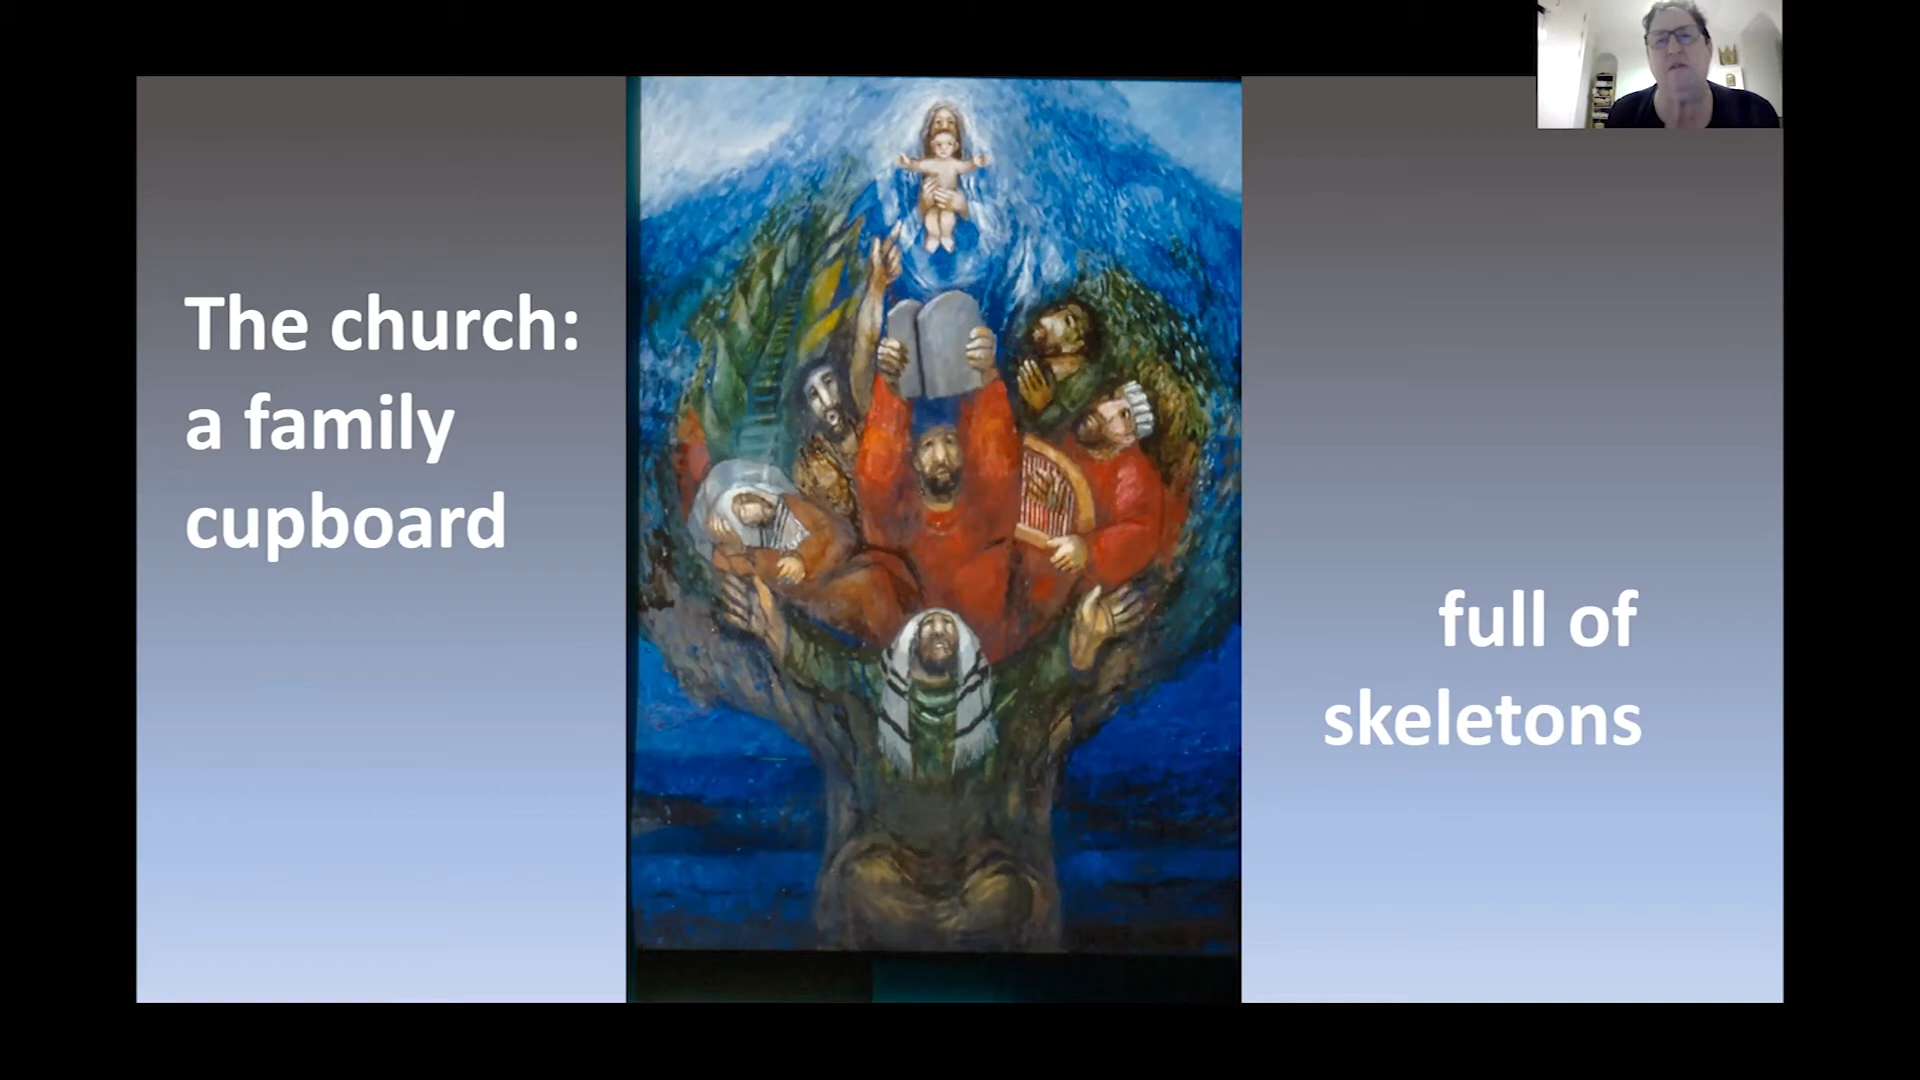 The church:
a family
cupboard
full of
skeletons